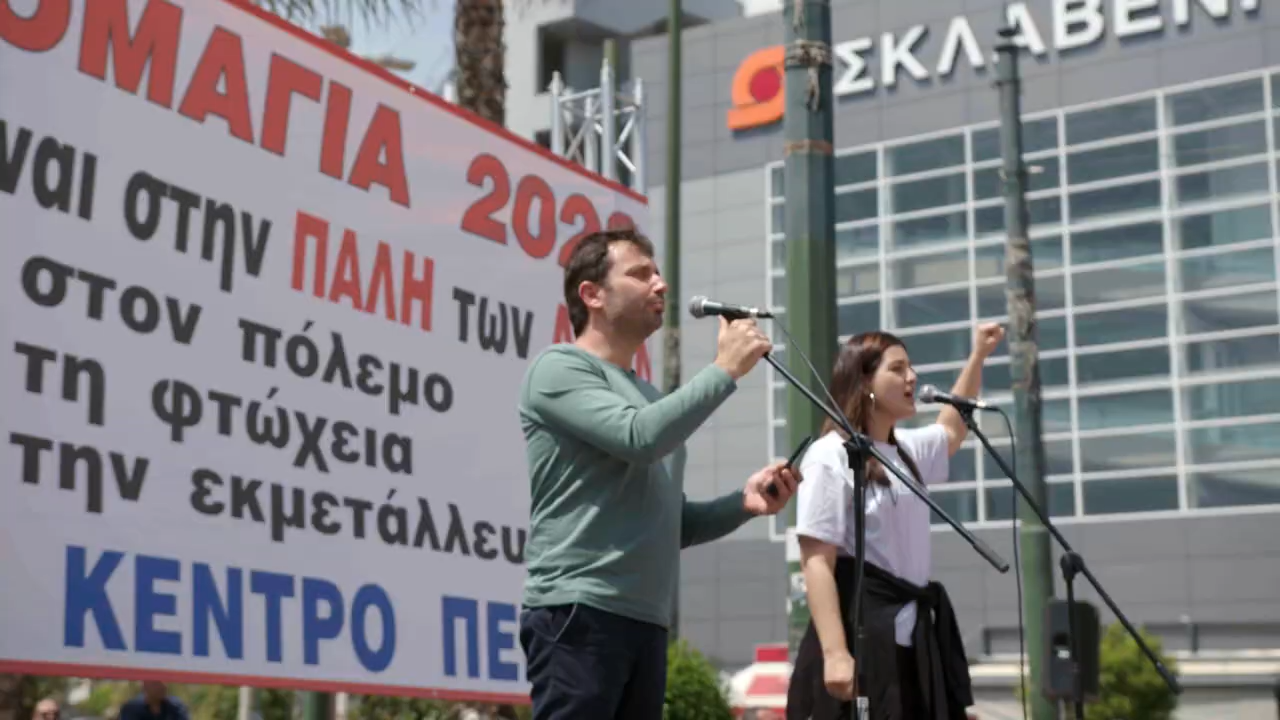 ΟΜΑΓΙΑ 202
ναι στην ΠΑΛΗ των
στον πόλεμο
τη φτώχεια
την εκμετάλλευ
ΚΕΝΤΡΟ ΠΕ
ΣΚΛΑΒΕΝΙ